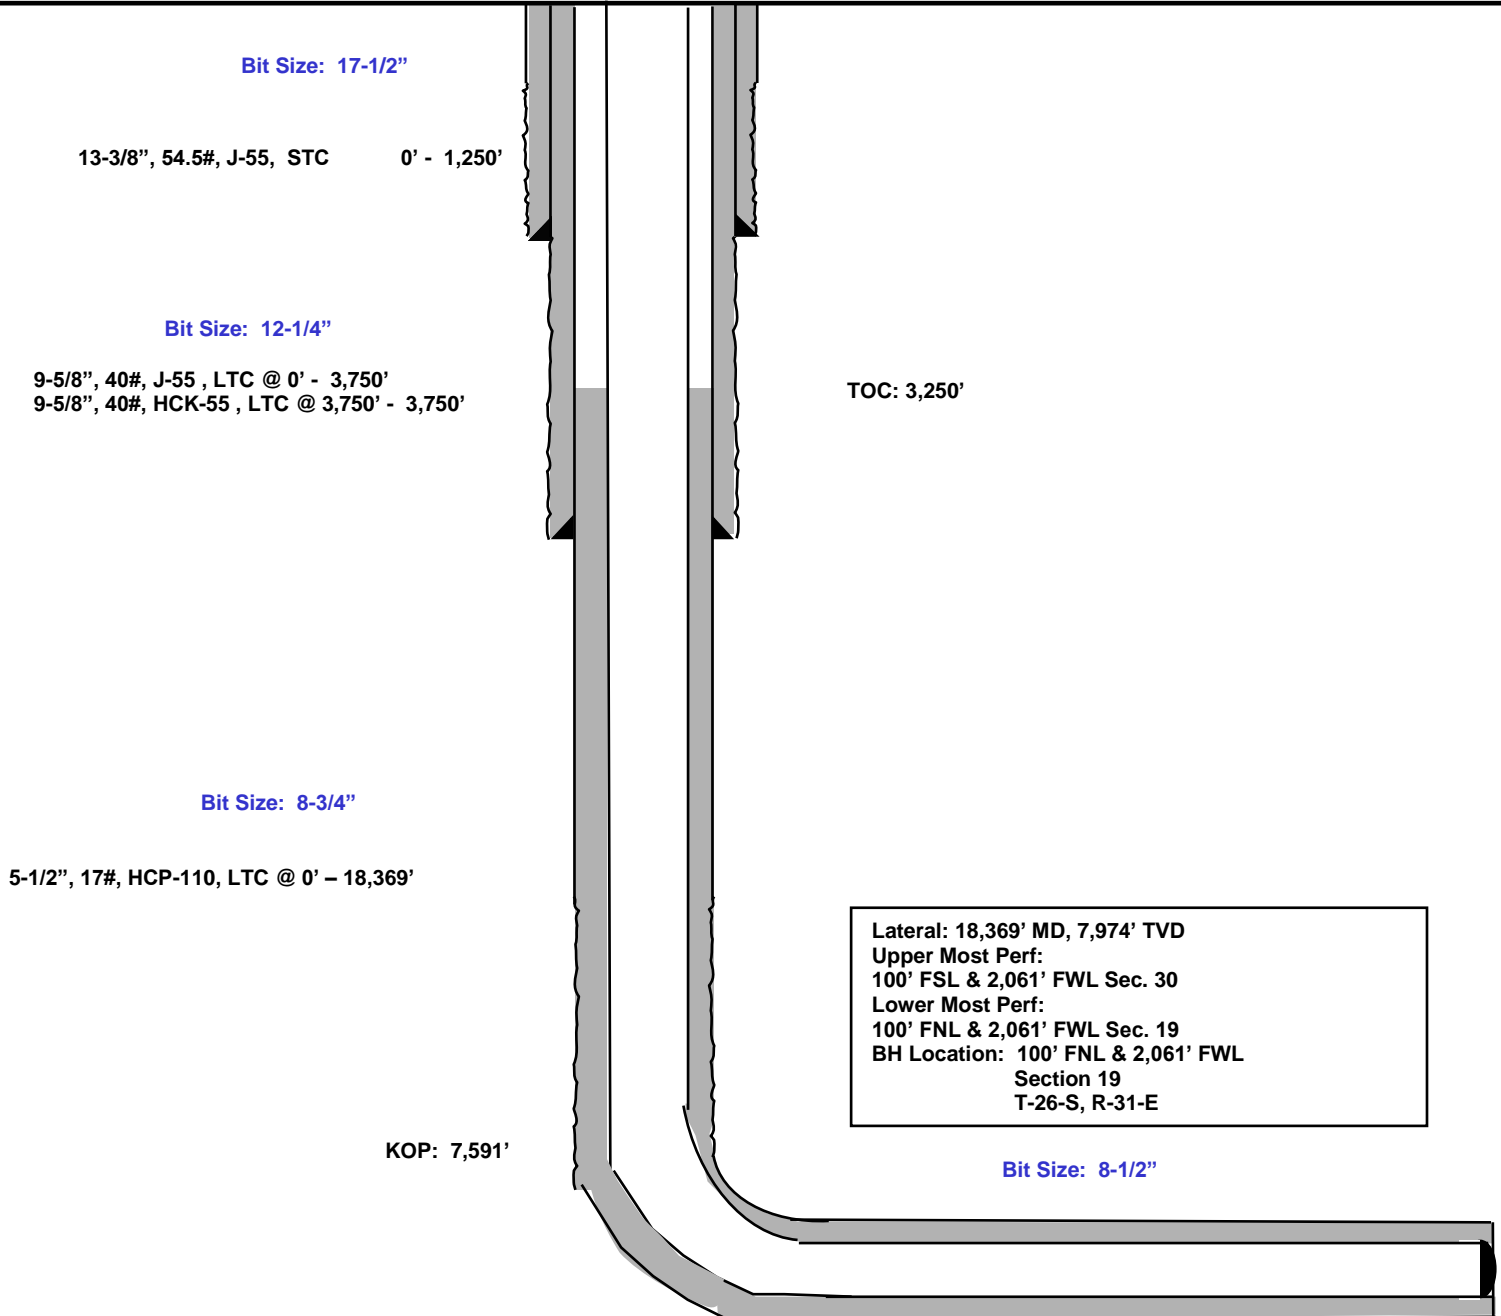 Bit Size: 17-1/2”
13-3/8”, 54.5#, J-55, STC 0’ - 1,250’
Bit Size: 12-1/4”
9-5/8”, 40#, J-55 , LTC @ 0’ - 3,750’
9-5/8”, 40#, HCK-55 , LTC @ 3,750’ - 3,750’
TOC: 3,250’
Bit Size: 8-3/4”
5-1/2”, 17#, HCP-110, LTC @ 0’ – 18,369’
Lateral: 18,369’ MD, 7,974’ TVD
Upper Most Perf:
100’ FSL & 2,061’ FWL Sec. 30
Lower Most Perf:
100’ FNL & 2,061’ FWL Sec. 19
BH Location: 100’ FNL & 2,061’ FWL
Section 19
T-26-S, R-31-E
KOP: 7,591’
Bit Size: 8-1/2”